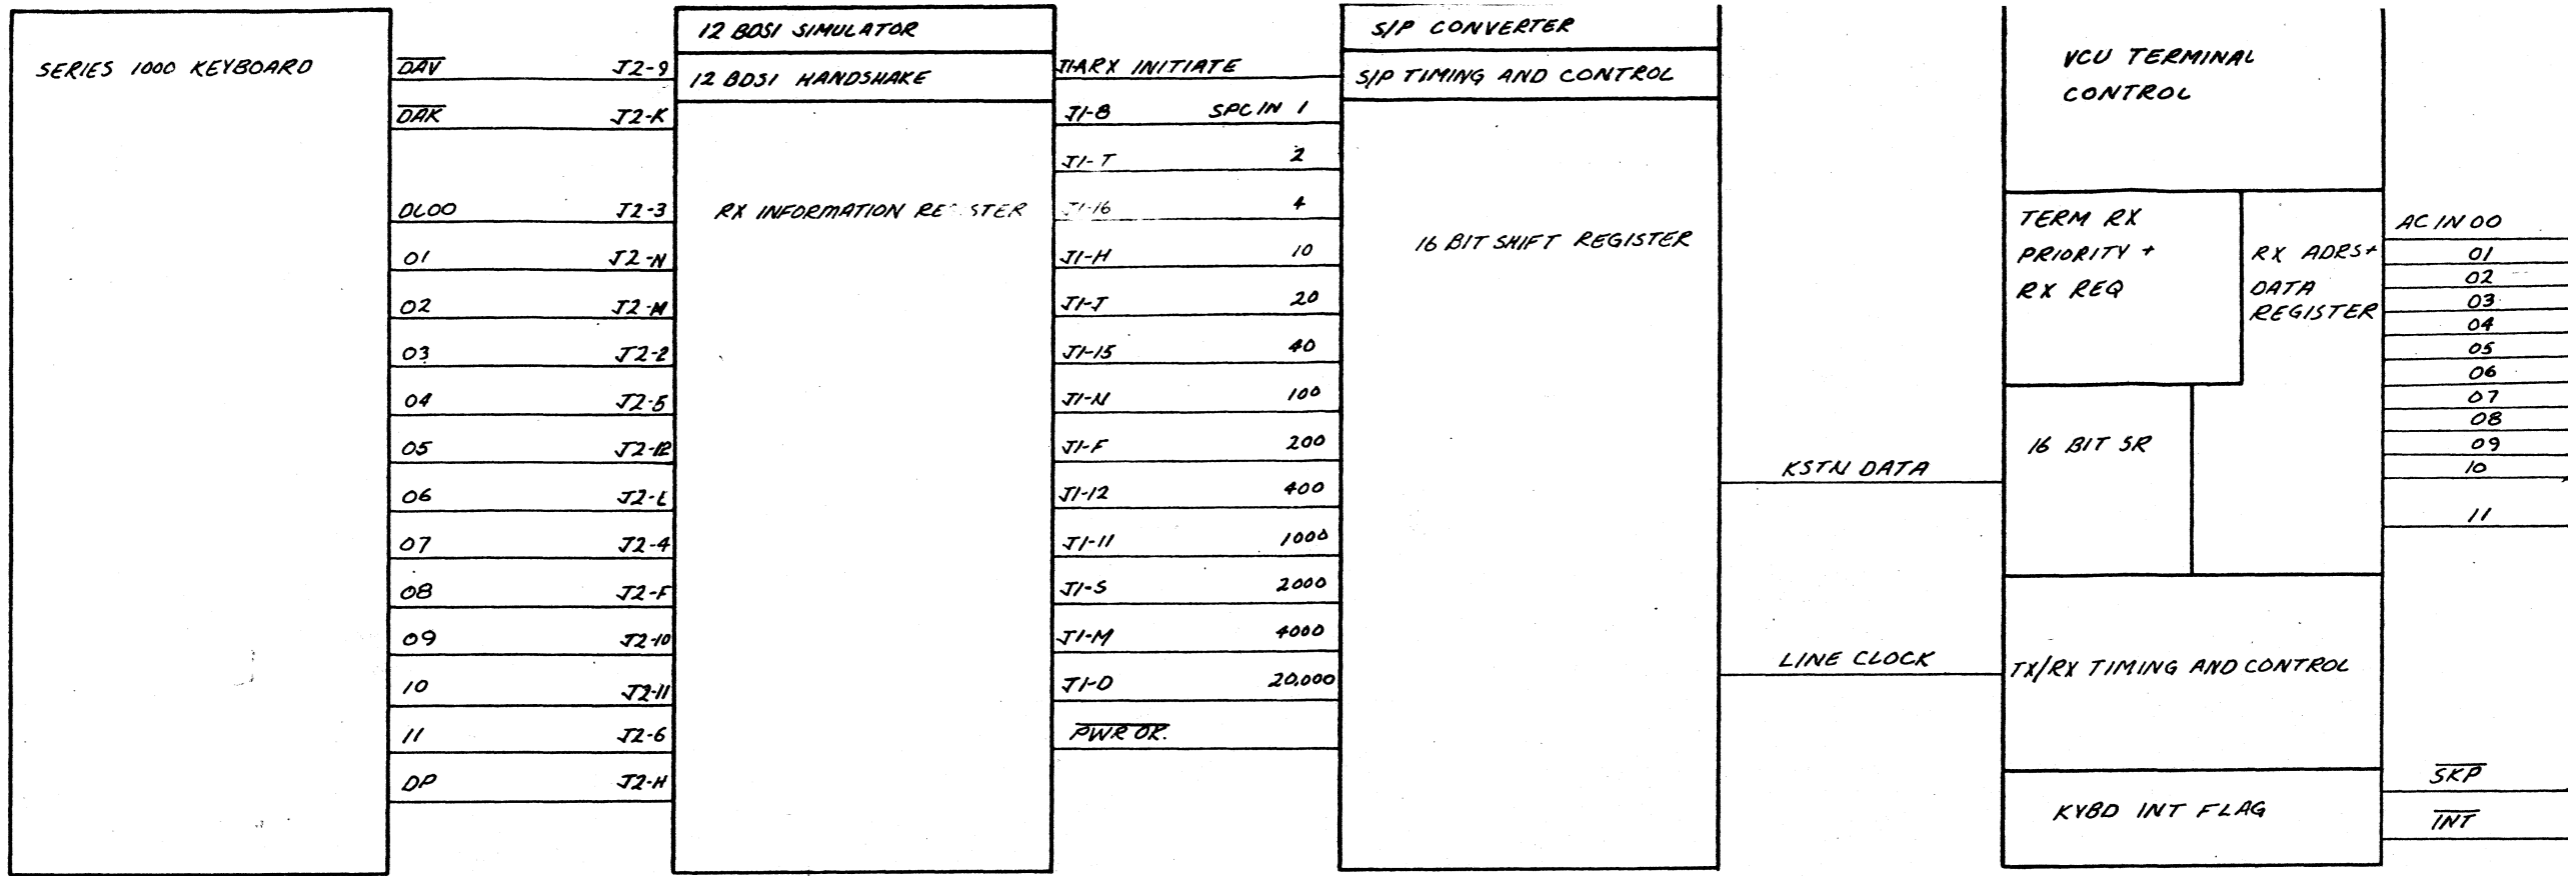 SERIES 1000 KEYBOARD
DAV J2-9
DAK J2-K
DL00 J2-3
01 J2-N
02 J2-M
03 J2-2
04 J2-5
05 J2-12
06 J2-L
07 J2-4
08 J2-F
09 J2-10
10 J2-11
11 J2-6
DP J2-H
12 BDSI SIMULATOR
12 BDSI HANDSHAKE
RX INFORMATION
RX INITIATE
J1-8 SPC IN 1
J1-T 2
J1-16 4
J1-H 10
J1-J 20
J1-15 40
J1-N 100
J1-F 200
J1-12 400
J1-11 1000
J1-S 2000
J1-M 4000
J1-D 20,000
PWR OK.
S/P CONVERTER
S/P TIMING AND CONTROL
16 BIT SHIFT REGISTER
KSTN DATA
LINE CLOCK
VCU TERMINAL
CONTROL
TERM RX
PRIORITY +
RX REQ
RX ADRS+
DATA
REGISTER
16 BIT SR
TX/RX TIMING AND CONTROL
KYBD INT FLAG
AC IN 00
01
02
03
04
05
06
07
08
09
10
11
SKP
INT